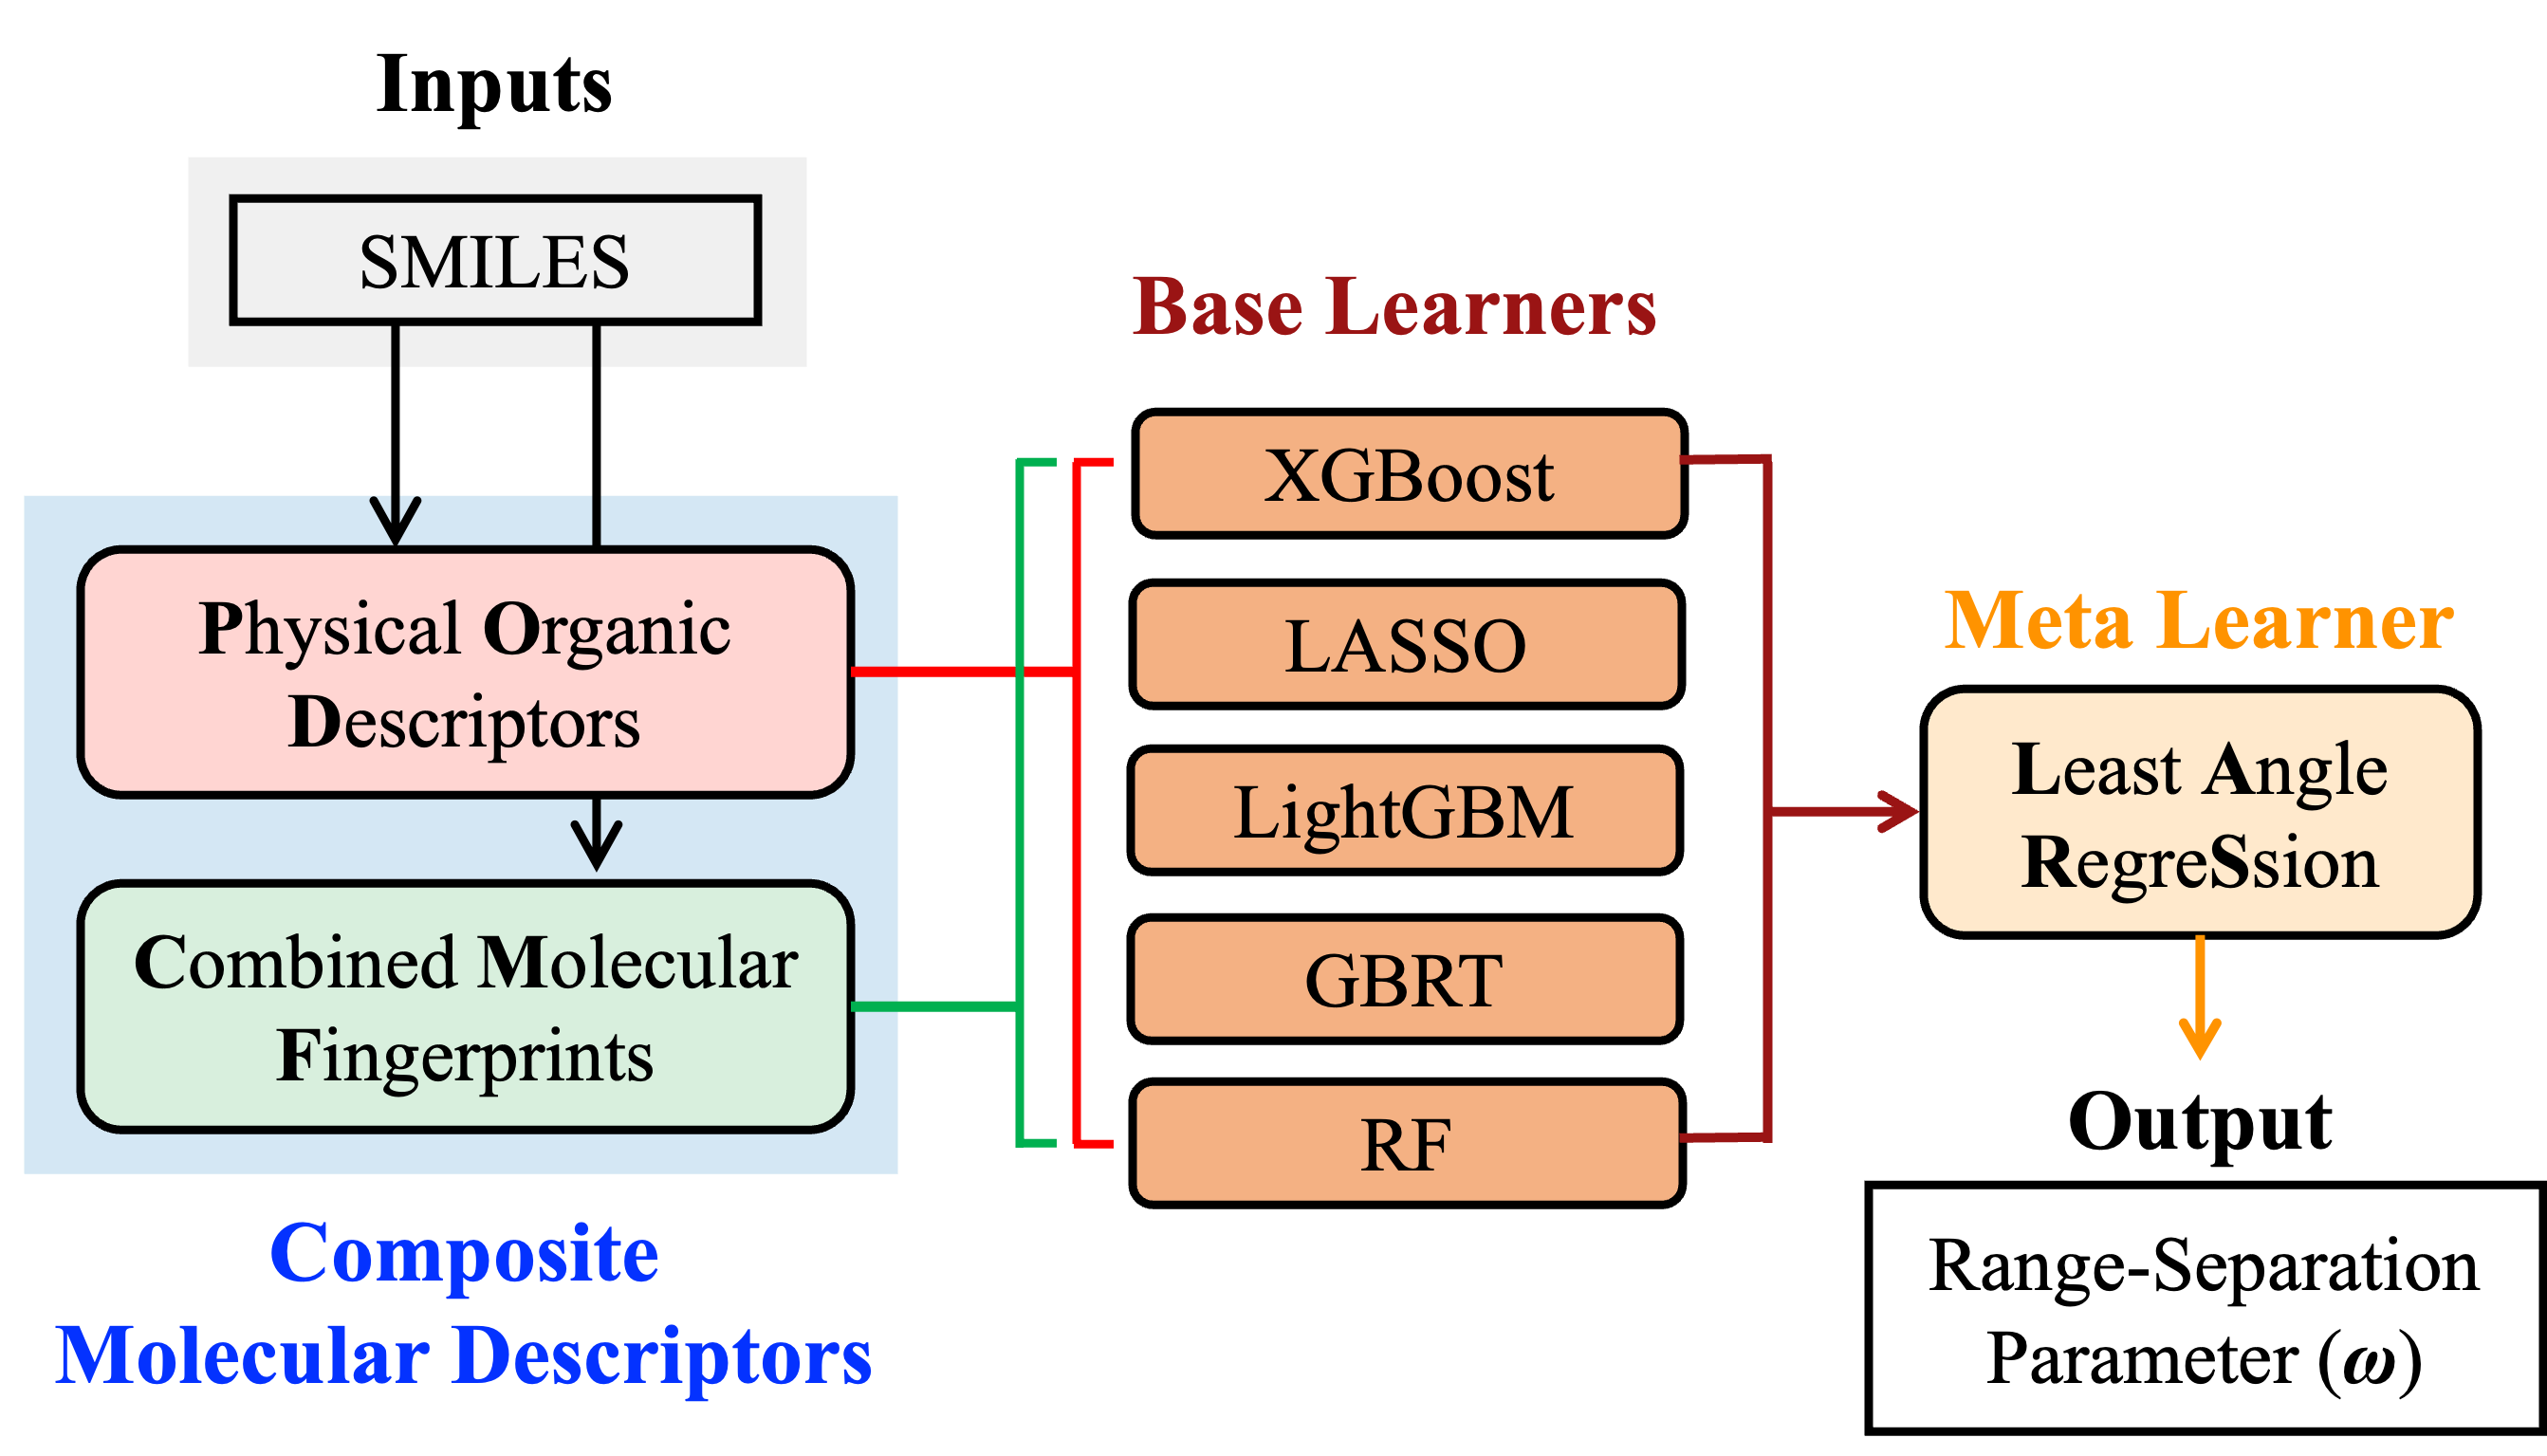 Inputs
SMILES
Physical Organic
Descriptors
Combined Molecular
Fingerprints
Composite
Molecular Descriptors
Base Learners
XGBoost
LASSO
LightGBM
GBRT
RF
Meta Learner
Least Angle
RegreSsion
Output
Range-Separation
Parameter (ω)